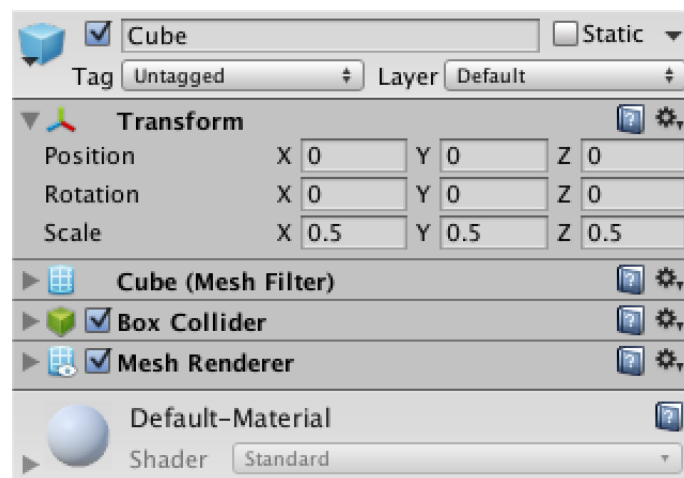 Cube Static
Tag Untagged Layer Default
Transform
Position X 0 Y 0 Z 0
Rotation X 0 Y 0 Z 0
Scale X 0.5 Y 0.5 Z 0.5
Cube (Mesh Filter)
Box Collider
Mesh Renderer
Default-Material
Shader Standard